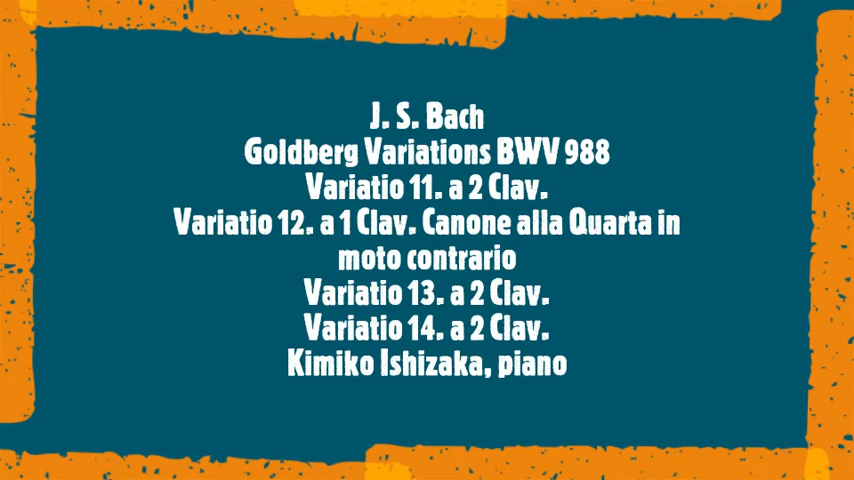 J. S. Bach
Goldberg Variations BWV 988
Variatio 11. a 2 Clav.
Variatio 12. a 1 Clav. Canone alla Quarta in
moto contrario
Variatio 13. a 2 Clav.
Variatio 14. a 2 Clav.
Kimiko Ishizaka, piano